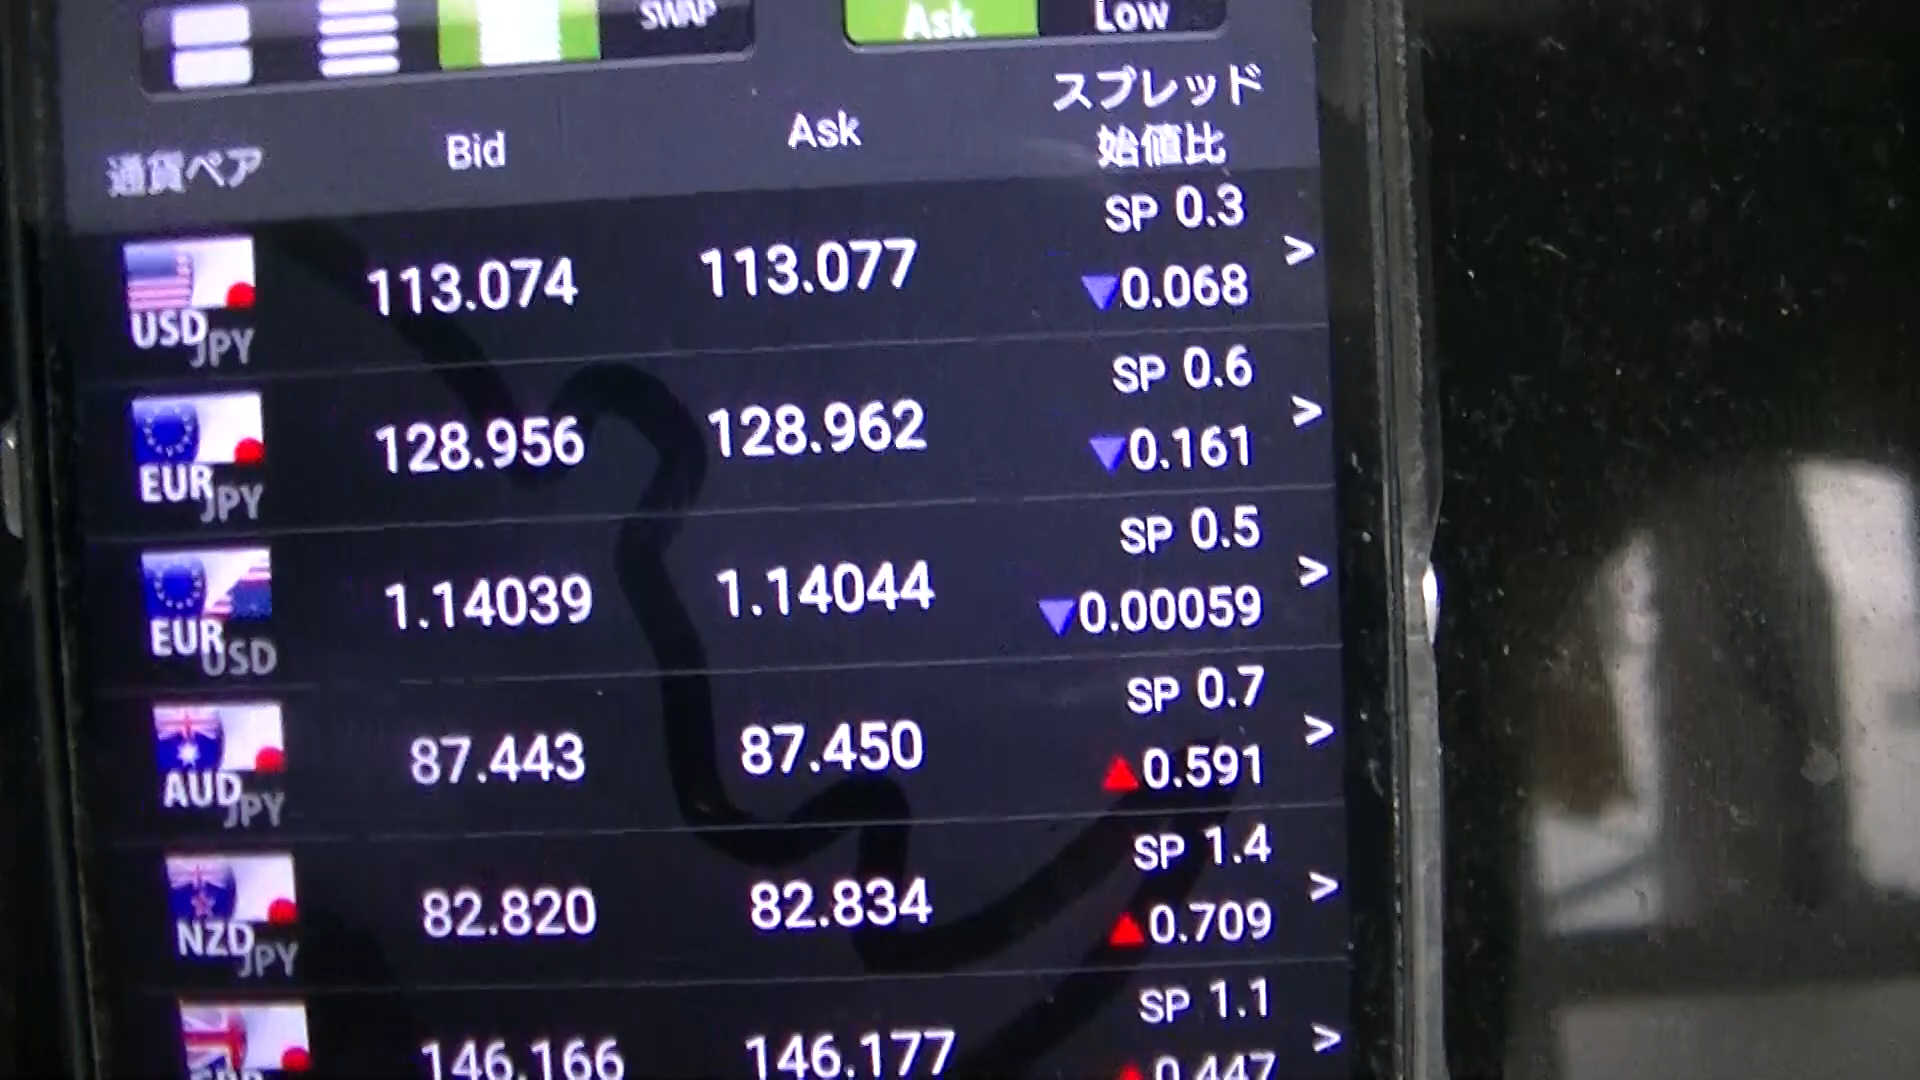 SWAP
Ask Low
通貨ペア Bid Ask スプレッド
始値比
USDJPY 113.074 113.077 SP 0.3
▼0.068 >
EURJPY 128.956 128.962 SP 0.6
▼0.161 >
EURUSD 1.14039 1.14044 SP 0.5
▼0.00059 >
AUDJPY 87.443 87.450 SP 0.7
▲0.591 >
NZDJPY 82.820 82.834 SP 1.4
▲0.709 >
146.166 146.177 SP 1.1
▲0.447 >